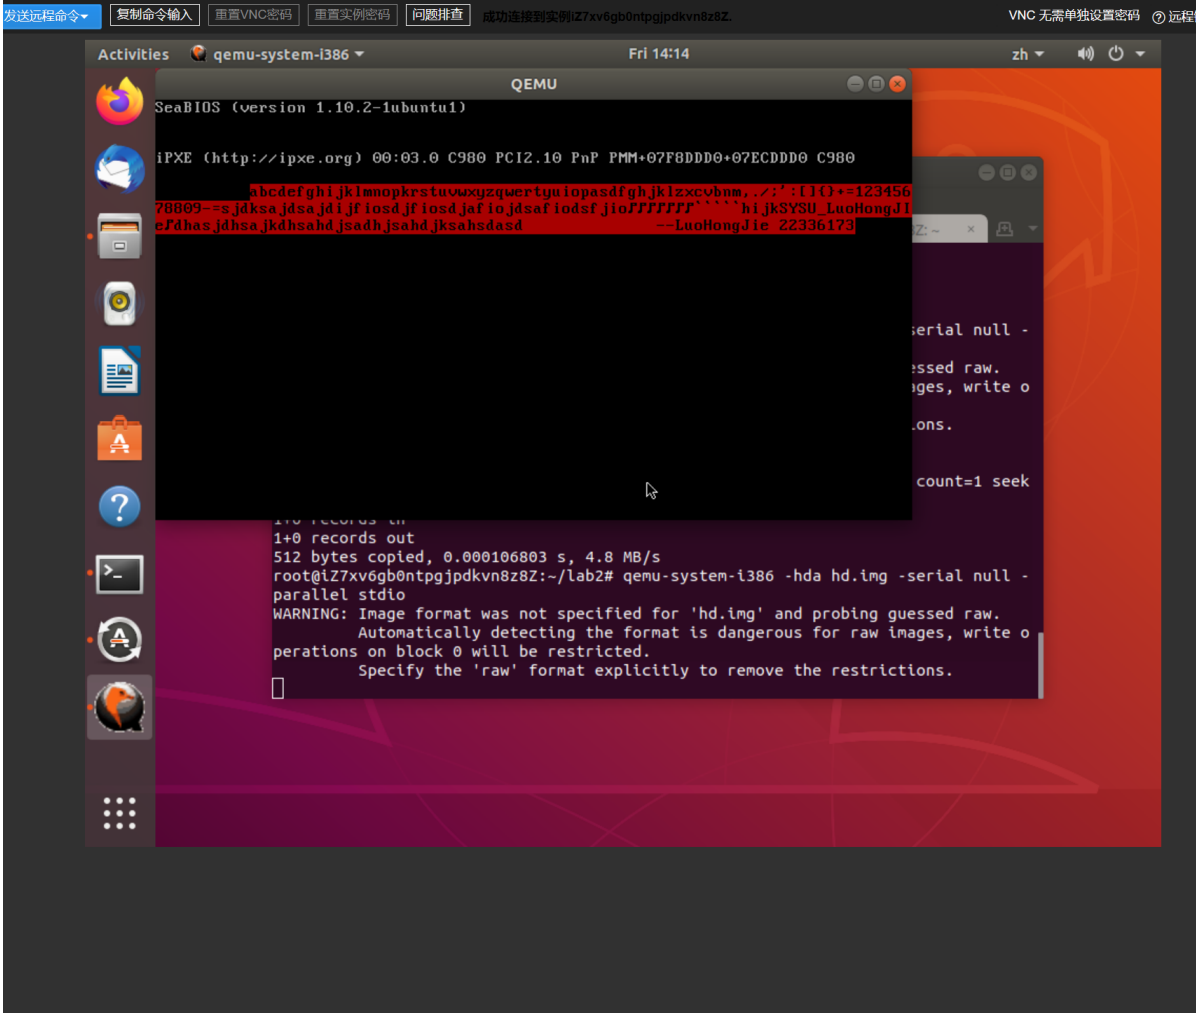 发送远程命令 复制命令输入 重置VNC密码 重置实例密码 问题排查 成功连接到实例iZ7xv6gb0ntpgjpdkvn8z8Z. VNC 无需单独设置密码
Activities qemu-system-i386 Fri 14:14 zh
QEMU
SeaBIOS (version 1.10.2-1ubuntu1)
iPXE (http://ipxe.org) 00:03.0 C980 PCI2.10 PnP PMM+07F8DDD0+07ECDDD0 C980
abcdefghijklmnopkrstuvwxyzqwertyuiopasdfghjklzxcvbnm,./:':[]{}+=123456
--LuoHongJie 22336173
8Z: ~
serial null -
essed raw.
ages, write o
ions.
count=1 seek
1+0 records in
1+0 records out
512 bytes copied, 0.000106803 s, 4.8 MB/s
root@iZ7xv6gb0ntpgjpdkvn8z8Z:~/lab2# qemu-system-i386 -hda hd.img -serial null -
parallel stdio
WARNING: Image format was not specified for 'hd.img' and probing guessed raw.
Automatically detecting the format is dangerous for raw images, write o
perations on block 0 will be restricted.
Specify the 'raw' format explicitly to remove the restrictions.